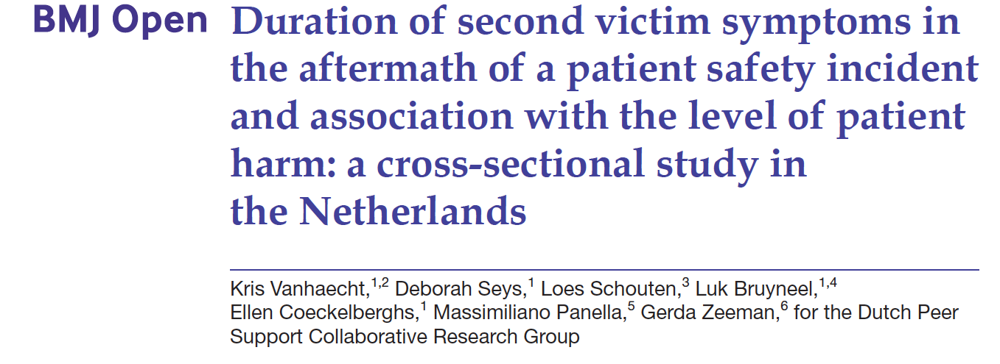 BMJ Open
Duration of second victim symptoms in
the aftermath of a patient safety incident
and association with the level of patient
harm: a cross-sectional study in
the Netherlands
Kris Vanhaecht,1,2 Deborah Seys,1 Loes Schouten,3 Luk Bruyneel,1,4
Ellen Coeckelberghs,1 Massimiliano Panella,5 Gerda Zeeman,6 for the Dutch Peer
Support Collaborative Research Group